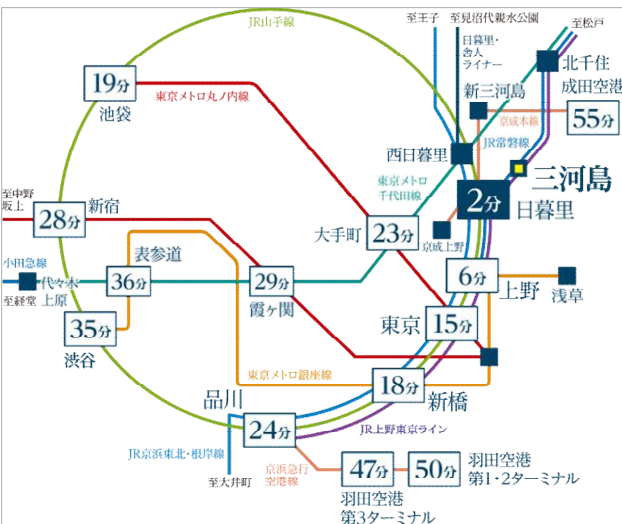 JR山手線
至王子
至見沼代親水公園
至松戸
日暮里・
舎人
ライナー
北千住
19分
池袋
東京メトロ丸ノ内線
新三河島
成田空港
55分
京成本線
JR常磐線
西日暮里
三河島
東京メトロ
千代田線
2分
日暮里
至中野
坂上
28分
新宿
大手町
23分
京成上野
小田急線
表参道
代々木
上原
36分
29分
霞ヶ関
6分
上野
浅草
至経堂
35分
渋谷
東京
15分
東京メトロ銀座線
18分
新橋
品川
24分
JR上野東京ライン
JR京浜東北・根岸線
京浜急行
空港線
至大井町
47分
50分
羽田空港
第1・2ターミナル
羽田空港
第3ターミナル